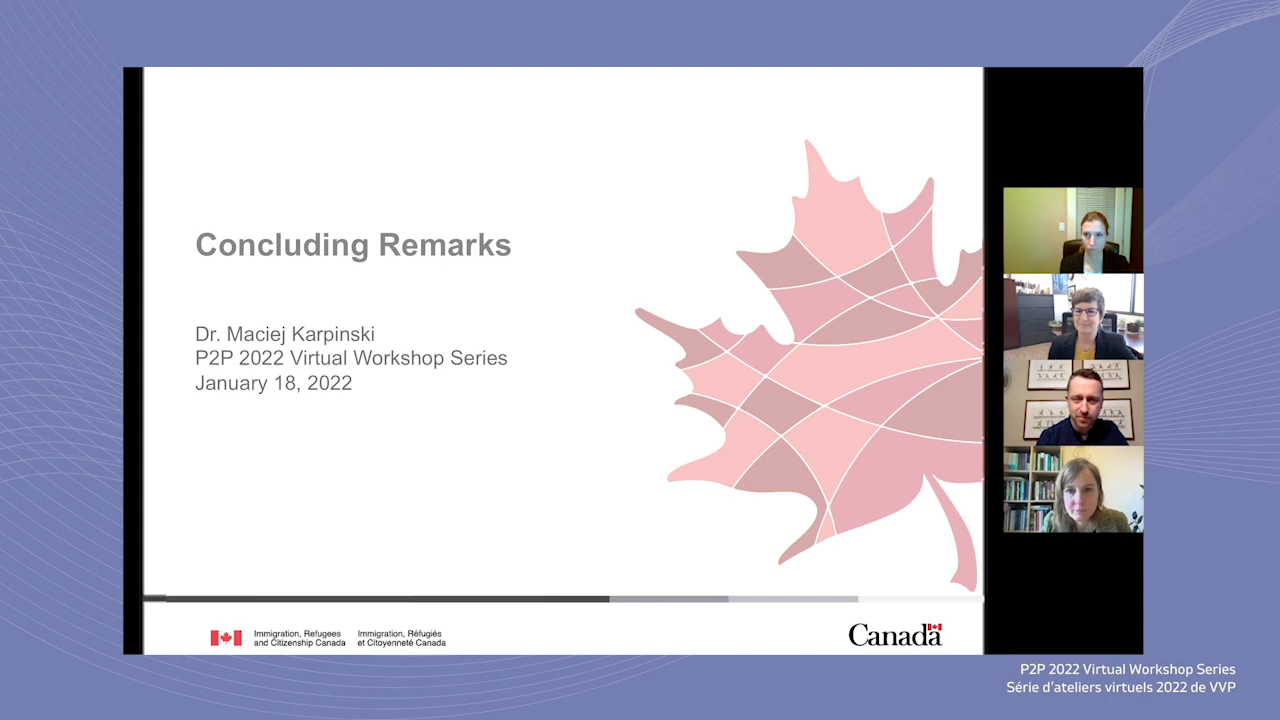 Concluding Remarks
Dr. Maciej Karpinski
P2P 2022 Virtual Workshop Series
January 18, 2022
Immigration, Refugees
and Citizenship Canada
Immigration, Réfugiés
et Citoyenneté Canada
Canada
P2P 2022 Virtual Workshop Series
Série d'ateliers virtuels 2022 de VVP